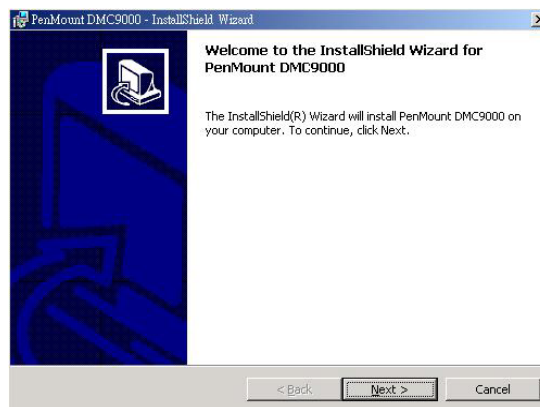 PenMount DMC9000 - InstallShield Wizard
Welcome to the InstallShield Wizard for
PenMount DMC9000
The InstallShield(R) Wizard will install PenMount DMC9000 on
your computer. To continue, click Next.
< Back
Next >
Cancel